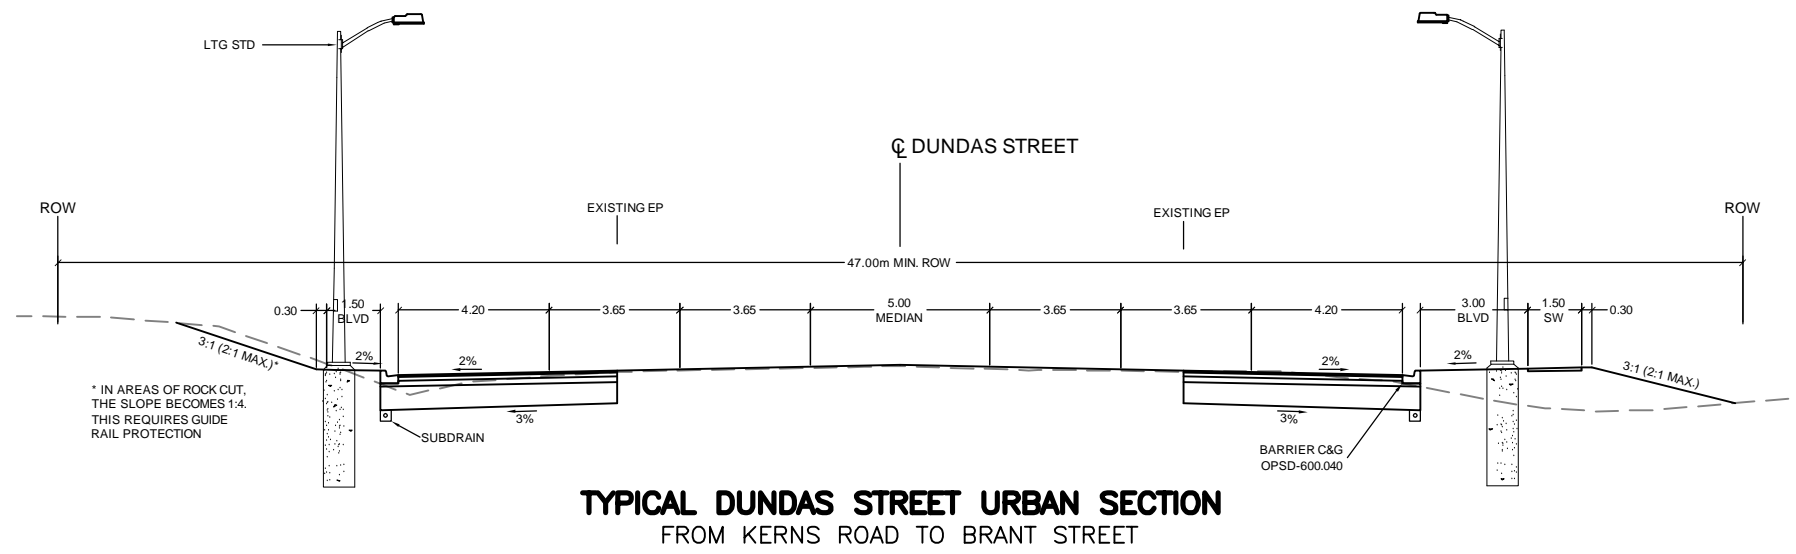 LTG STD
℄ DUNDAS STREET
ROW
EXISTING EP
EXISTING EP
ROW
47.00m MIN. ROW
0.30
1.50
BLVD
4.20
3.65
3.65
5.00
MEDIAN
3.65
3.65
4.20
3.00
BLVD
1.50
SW
0.30
3:1 (2:1 MAX.)*
2%
2%
2%
2%
3:1 (2:1 MAX.)
* IN AREAS OF ROCK CUT,
THE SLOPE BECOMES 1:4.
THIS REQUIRES GUIDE
RAIL PROTECTION
3%
3%
SUBDRAIN
BARRIER C&G
OPSD-600.040
TYPICAL DUNDAS STREET URBAN SECTION
FROM KERNS ROAD TO BRANT STREET